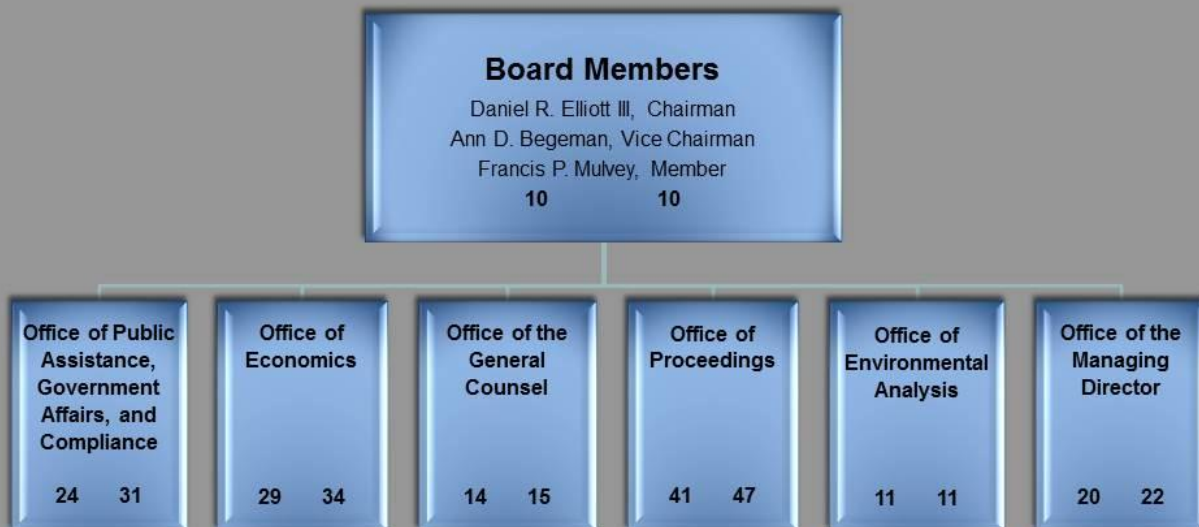 Board Members
Daniel R. Elliott III, Chairman
Ann D. Begeman, Vice Chairman
Francis P. Mulvey, Member
10 10
Office of Public
Assistance,
Government
Affairs, and
Compliance
24 31
Office of
Economics
29 34
Office of the
General
Counsel
14 15
Office of
Proceedings
41 47
Office of
Environmental
Analysis
11 11
Office of the
Managing
Director
20 22